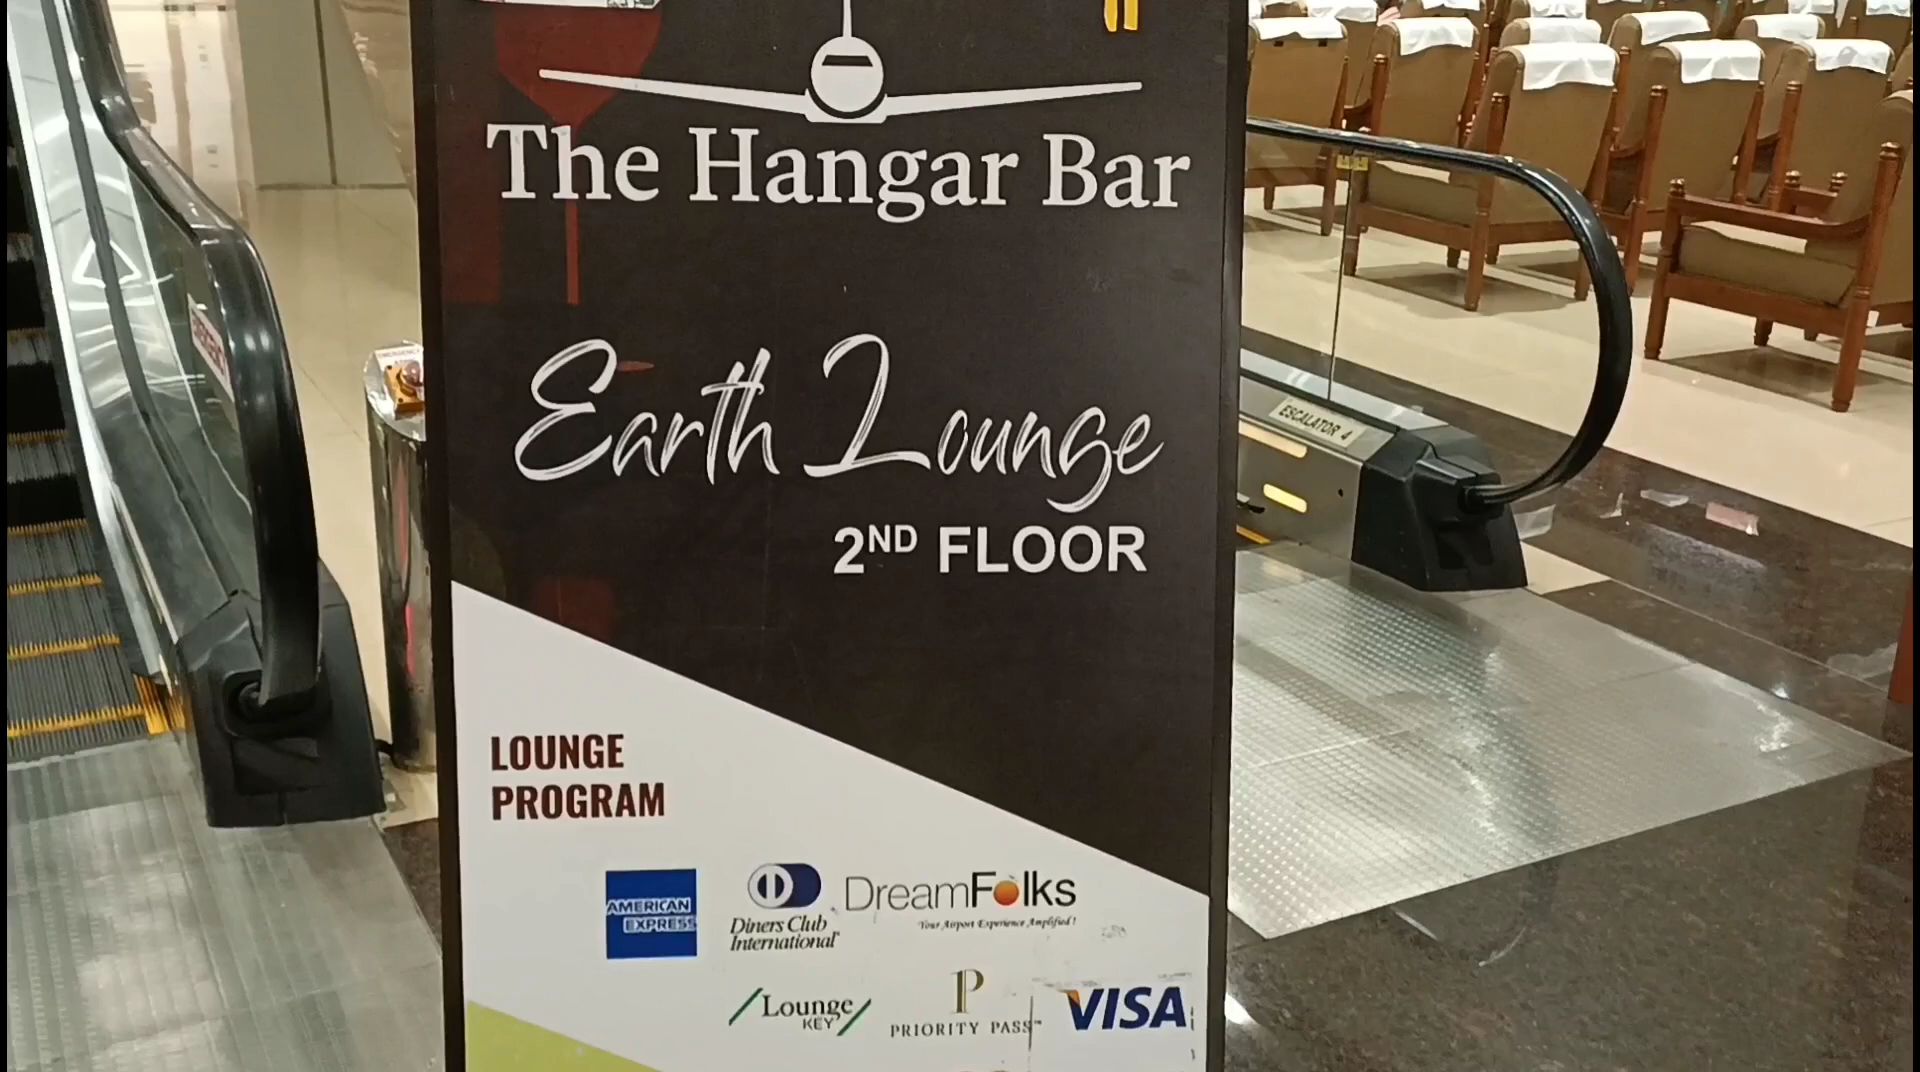 The Hangar Bar
Earth Lounge
2ND FLOOR
ESCALATOR 4
LOUNGE
PROGRAM
AMERICAN
EXPRESS
Diners Club
International
DreamFolks
Your Airport Experience Amplified!
Lounge
KEY
P
PRIORITY PASS™
VISA